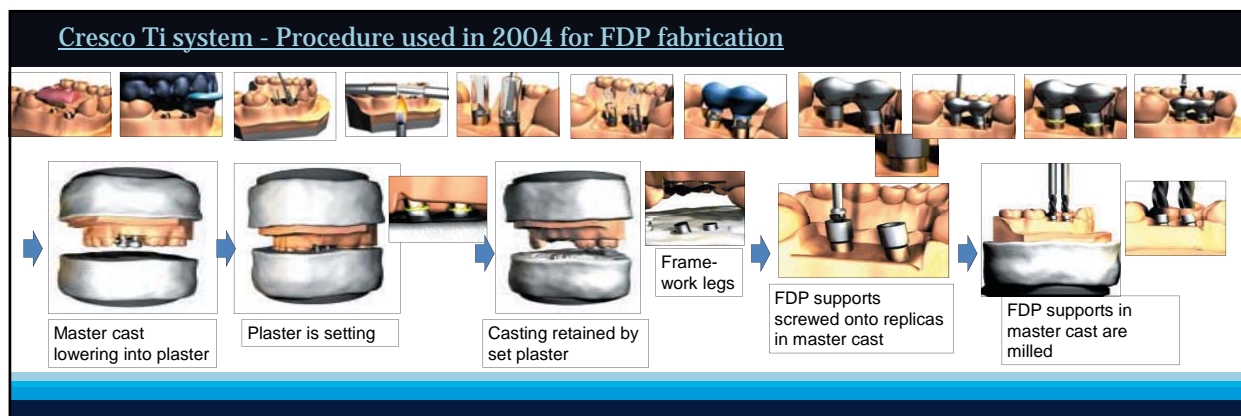 Cresco Ti system - Procedure used in 2004 for FDP fabrication
Master cast
lowering into plaster
Plaster is setting
Casting retained by
set plaster
Frame-
work legs
FDP supports
screwed onto replicas
in master cast
FDP supports in
master cast are
milled